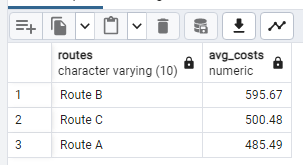 routes avg_costs
character varying (10) numeric
1 Route B 595.67
2 Route C 500.48
3 Route A 485.49